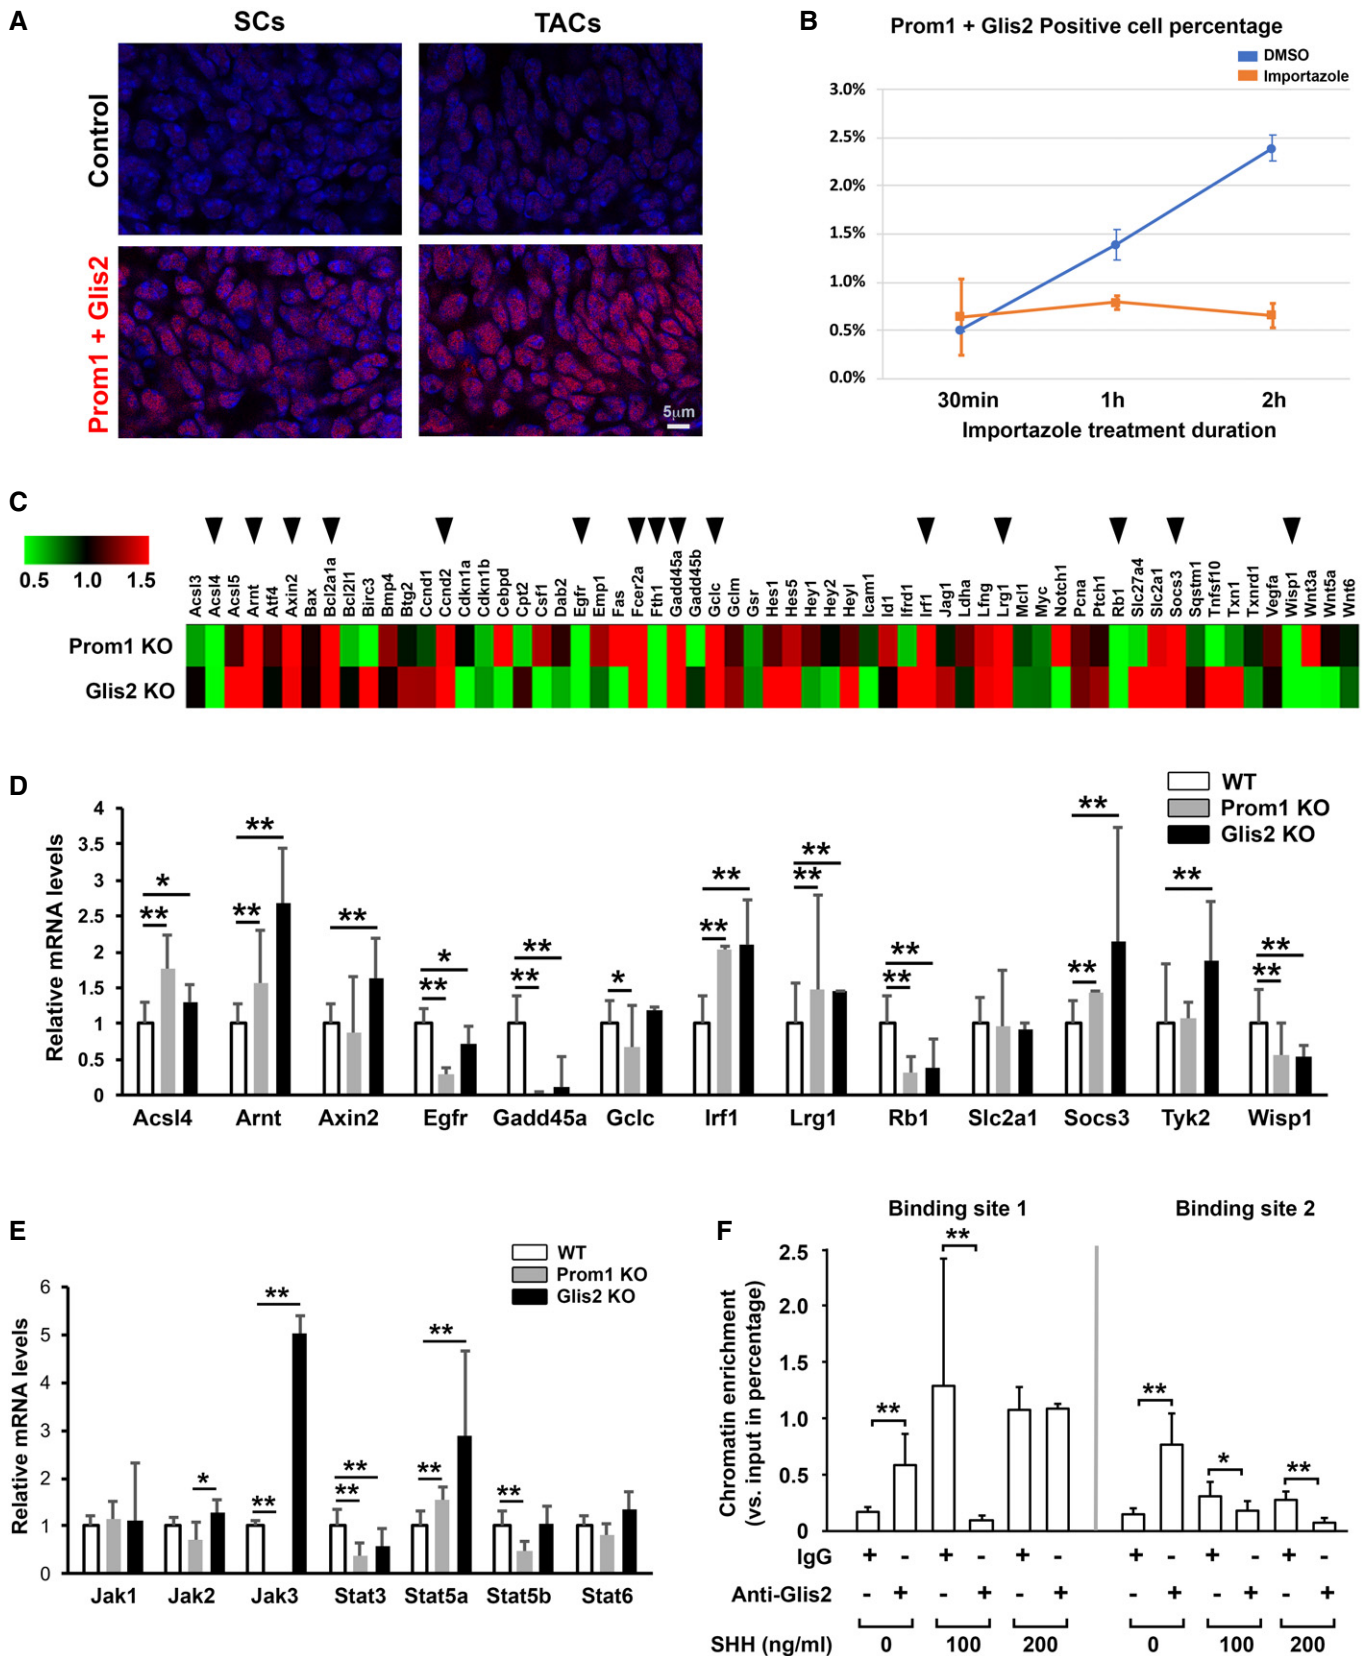 A
SCs
TACs
Control
Prom1 + Glis2
5μm
B
Prom1 + Glis2 Positive cell percentage
DMSO
Importazole
3.0%
2.5%
2.0%
1.5%
1.0%
0.5%
0.0%
30min 1h 2h
Importazole treatment duration
C
0.5 1.0 1.5
Acsl3 Acsl4 Acsl5 Arnt Atf4 Axin2 Bax Bcl2a1a Bcl2l1 Birc3 Bmp4 Btg2 Ccnd1 Ccnd2 Cdkn1a Cdkn1b Cebpd Cpt2 Csf1 Dab2 Egfr Emp1 Fas Fcer2a Fth1 Gadd45a Gadd45b Gclc Gclm Gsr Hes1 Hes5 Hey1 Hey2 Heyl Icam1 Id1 Ifrd1 Irf1 Jag1 Ldha Lfng Lrg1 Mcl1 Myc Notch1 Pcna Ptch1 Rb1 Slc27a4 Slc2a1 Socs3 Sqstm1 Tnfsf10 Txn1 Txnrd1 Vegfa Wisp1 Wnt3a Wnt5a Wnt6
Prom1 KO
Glis2 KO
D
WT
Prom1 KO
Glis2 KO
Relative mRNA levels
4
3.5
3
2.5
2
1.5
1
0.5
0
** * ** ** ** ** * ** ** * ** ** ** ** ** ** ** ** ** ** ** **
Acsl4 Arnt Axin2 Egfr Gadd45a Gclc Irf1 Lrg1 Rb1 Slc2a1 Socs3 Tyk2 Wisp1
E
WT
Prom1 KO
Glis2 KO
Relative mRNA levels
6
5
4
3
2
1
0
* ** ** ** ** ** ** **
Jak1 Jak2 Jak3 Stat3 Stat5a Stat5b Stat6
F
Binding site 1 Binding site 2
Chromatin enrichment
(vs. input in percentage)
2.5
2.0
1.5
1.0
0.5
0
** ** ** * **
IgG + - + - + - + - + - + -
Anti-Glis2 - + - + - + - + - + - +
SHH (ng/ml) 0 100 200 0 100 200